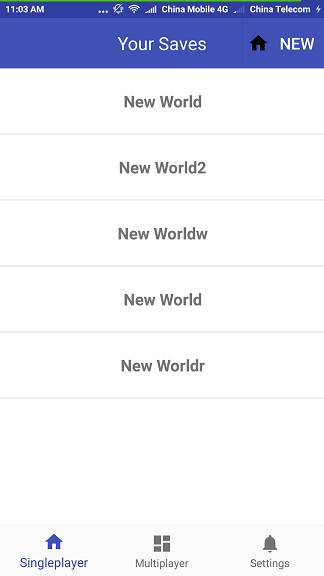 11:03 AM ... China Mobile 4G China Telecom
Your Saves NEW
New World
New World2
New Worldw
New World
New Worldr
Singleplayer Multiplayer Settings